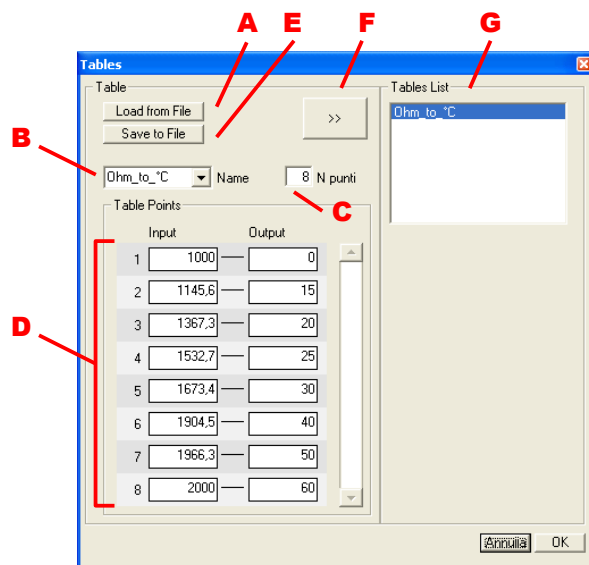 A E F G
Tables
Table
Tables List
Load from File
Save to File
>>
Ohm_to_°C
B
Ohm_to_°C Name 8 N punti
C
Table Points
Input Output
D
1 1000 0
2 1145,6 15
3 1367,3 20
4 1532,7 25
5 1673,4 30
6 1904,5 40
7 1966,3 50
8 2000 60
Annulla OK